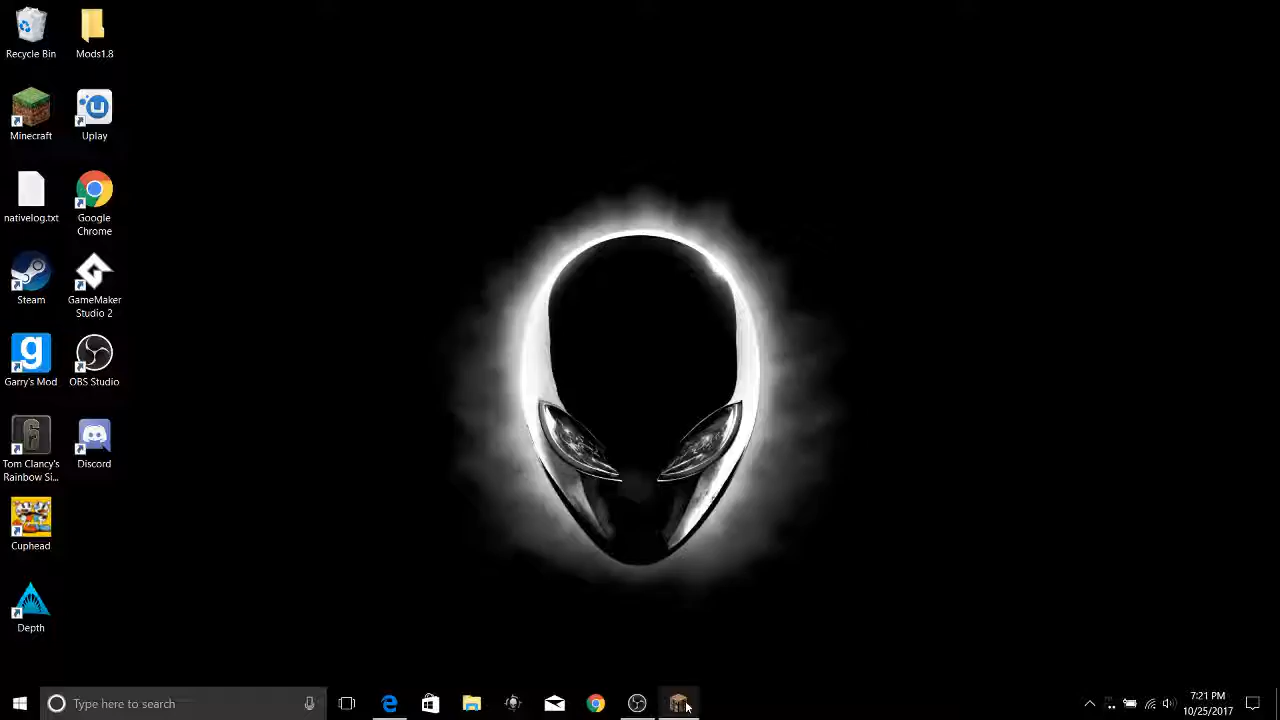 Recycle Bin
Mods1.8
Minecraft
Uplay
nativelog.txt
Google
Chrome
Steam
GameMaker
Studio 2
Garry's Mod
OBS Studio
Tom Clancy's
Rainbow Si...
Discord
Cuphead
Depth
Type here to search
7:21 PM
10/25/2017